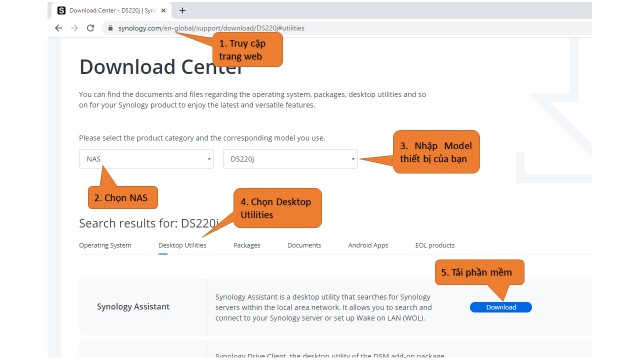 Download Center - DS220j | Syno
synology.com/en-global/support/download/DS220j#utilities
1. Truy cập
trang web
Download Center
You can find the documents and files regarding the operating system, packages, desktop utilities and so
on for your Synology product to enjoy the latest and versatile features.
Please select the product category and the corresponding model you use.
NAS
DS220j
3. Nhập Model
thiết bị của bạn
2. Chọn NAS
4. Chọn Desktop
Utilities
Search results for: DS220j
Operating System
Desktop Utilities
Packages
Documents
Android Apps
EOL products
5. Tải phần mềm
Synology Assistant
Synology Assistant is a desktop utility that searches for Synology
servers within the local area network. It allows you to search and
connect to your Synology server or set up Wake on LAN (WOL).
Download
Synology Drive Client, the desktop utility of the DSM add-on package